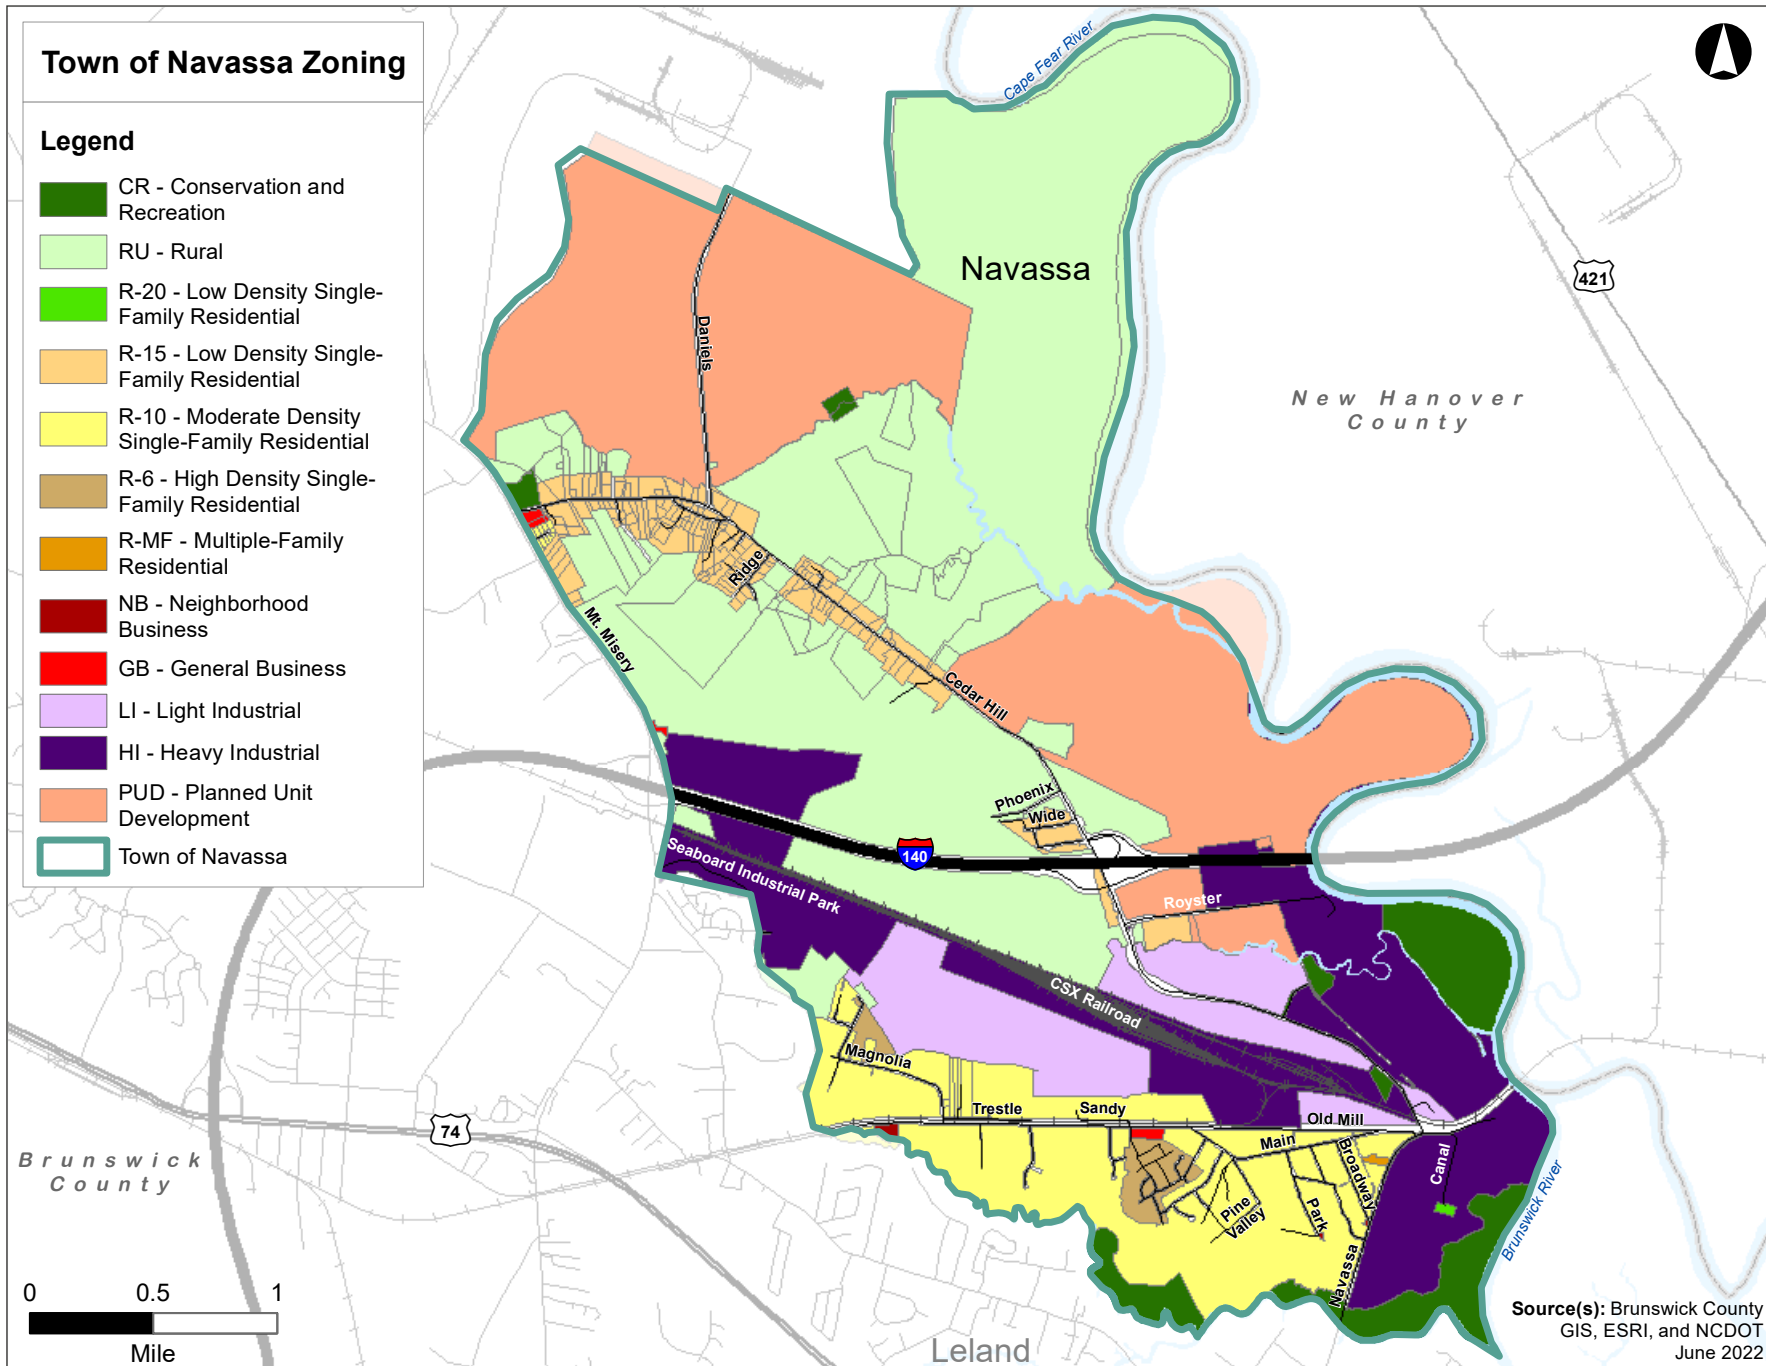 Town of Navassa Zoning
Legend
CR - Conservation and
Recreation
RU - Rural
R-20 - Low Density Single-
Family Residential
R-15 - Low Density Single-
Family Residential
R-10 - Moderate Density
Single-Family Residential
R-6 - High Density Single-
Family Residential
R-MF - Multiple-Family
Residential
NB - Neighborhood
Business
GB - General Business
LI - Light Industrial
HI - Heavy Industrial
PUD - Planned Unit
Development
Town of Navassa
Cape Fear River
Navassa
421
New Hanover
County
Daniels
Ridge
Mt. Misery
Cedar Hill
Phoenix
Wide
140
Seaboard Industrial Park
Royster
CSX Railroad
Magnolia
Trestle
Sandy
Old Mill
Main
Broadway
Canal
Pine
Valley
Park
Navassa
Brunswick River
74
Brunswick
County
Leland
0 0.5 1
Mile
Source(s): Brunswick County
GIS, ESRI, and NCDOT
June 2022